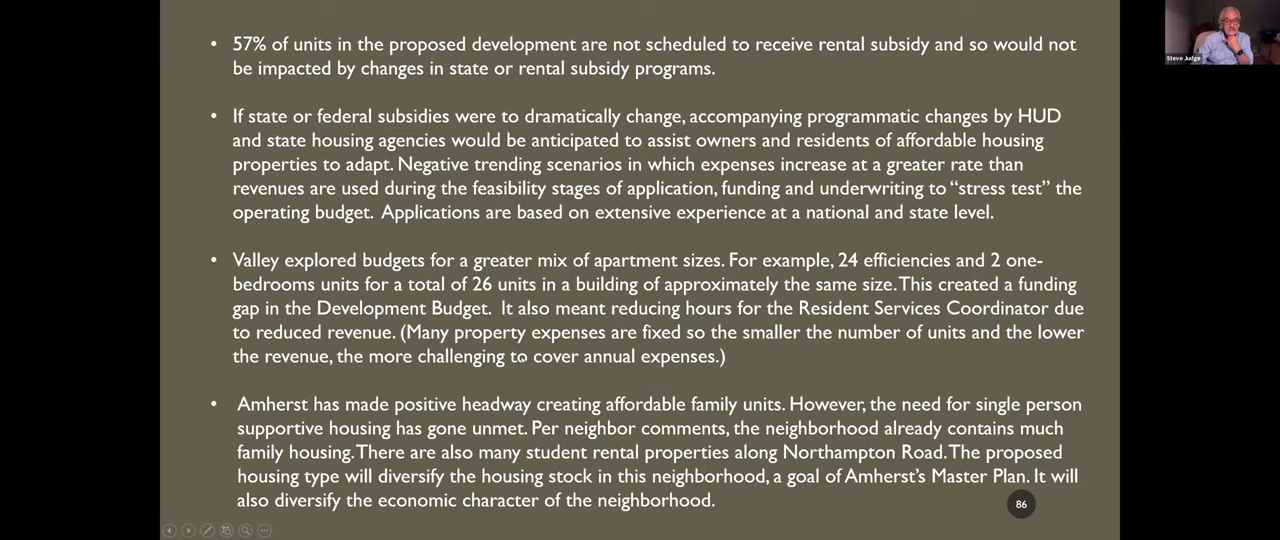 • 57% of units in the proposed development are not scheduled to receive rental subsidy and so would not
be impacted by changes in state or rental subsidy programs.
• If state or federal subsidies were to dramatically change, accompanying programmatic changes by HUD
and state housing agencies would be anticipated to assist owners and residents of affordable housing
properties to adapt. Negative trending scenarios in which expenses increase at a greater rate than
revenues are used during the feasibility stages of application, funding and underwriting to “stress test” the
operating budget. Applications are based on extensive experience at a national and state level.
• Valley explored budgets for a greater mix of apartment sizes. For example, 24 efficiencies and 2 one-
bedrooms units for a total of 26 units in a building of approximately the same size. This created a funding
gap in the Development Budget. It also meant reducing hours for the Resident Services Coordinator due
to reduced revenue. (Many property expenses are fixed so the smaller the number of units and the lower
the revenue, the more challenging to cover annual expenses.)
• Amherst has made positive headway creating affordable family units. However, the need for single person
supportive housing has gone unmet. Per neighbor comments, the neighborhood already contains much
family housing. There are also many student rental properties along Northampton Road. The proposed
housing type will diversify the housing stock in this neighborhood, a goal of Amherst’s Master Plan. It will
also diversify the economic character of the neighborhood.
86
Steve Judge